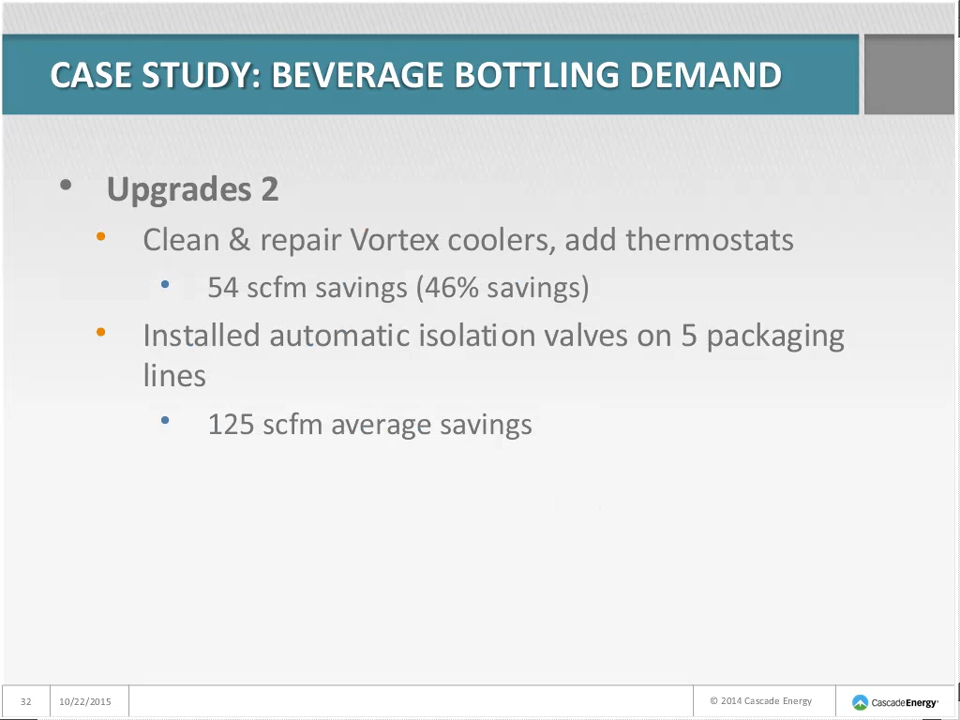 CASE STUDY: BEVERAGE BOTTLING DEMAND
• Upgrades 2
• Clean & repair Vortex coolers, add thermostats
• 54 scfm savings (46% savings)
• Installed automatic isolation valves on 5 packaging
lines
• 125 scfm average savings
32 10/22/2015 © 2014 Cascade Energy CascadeEnergy